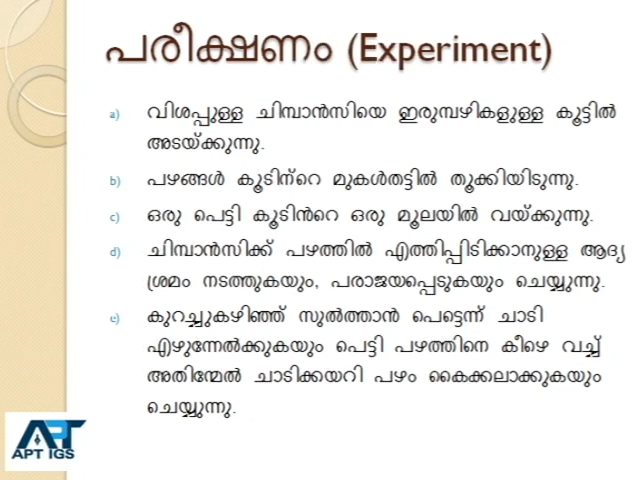 പരീക്ഷണം (Experiment)
a) വിശപ്പുള്ള ചിമ്പാൻസിയെ ഇരുമ്പഴികളുള്ള കൂട്ടിൽ
അടയ്ക്കുന്നു.
b) പഴങ്ങൾ കൂടിന്റെ മുകൾതട്ടിൽ തൂക്കിയിടുന്നു.
c) ഒരു പെട്ടി കൂടിൻറെ ഒരു മൂലയിൽ വയ്ക്കുന്നു.
d) ചിമ്പാൻസിക്ക് പഴത്തിൽ എത്തിപ്പിടിക്കാനുള്ള ആദ്യ
ശ്രമം നടത്തുകയും, പരാജയപ്പെടുകയും ചെയ്യുന്നു.
e) കുറച്ചുകഴിഞ്ഞ് സുൽത്താൻ പെട്ടെന്ന് ചാടി
എഴുന്നേൽക്കുകയും പെട്ടി പഴത്തിനെ കീഴെ വച്ച്
അതിന്മേൽ ചാടിക്കയറി പഴം കൈക്കലാക്കുകയും
ചെയ്യുന്നു.
APT
APT IGS